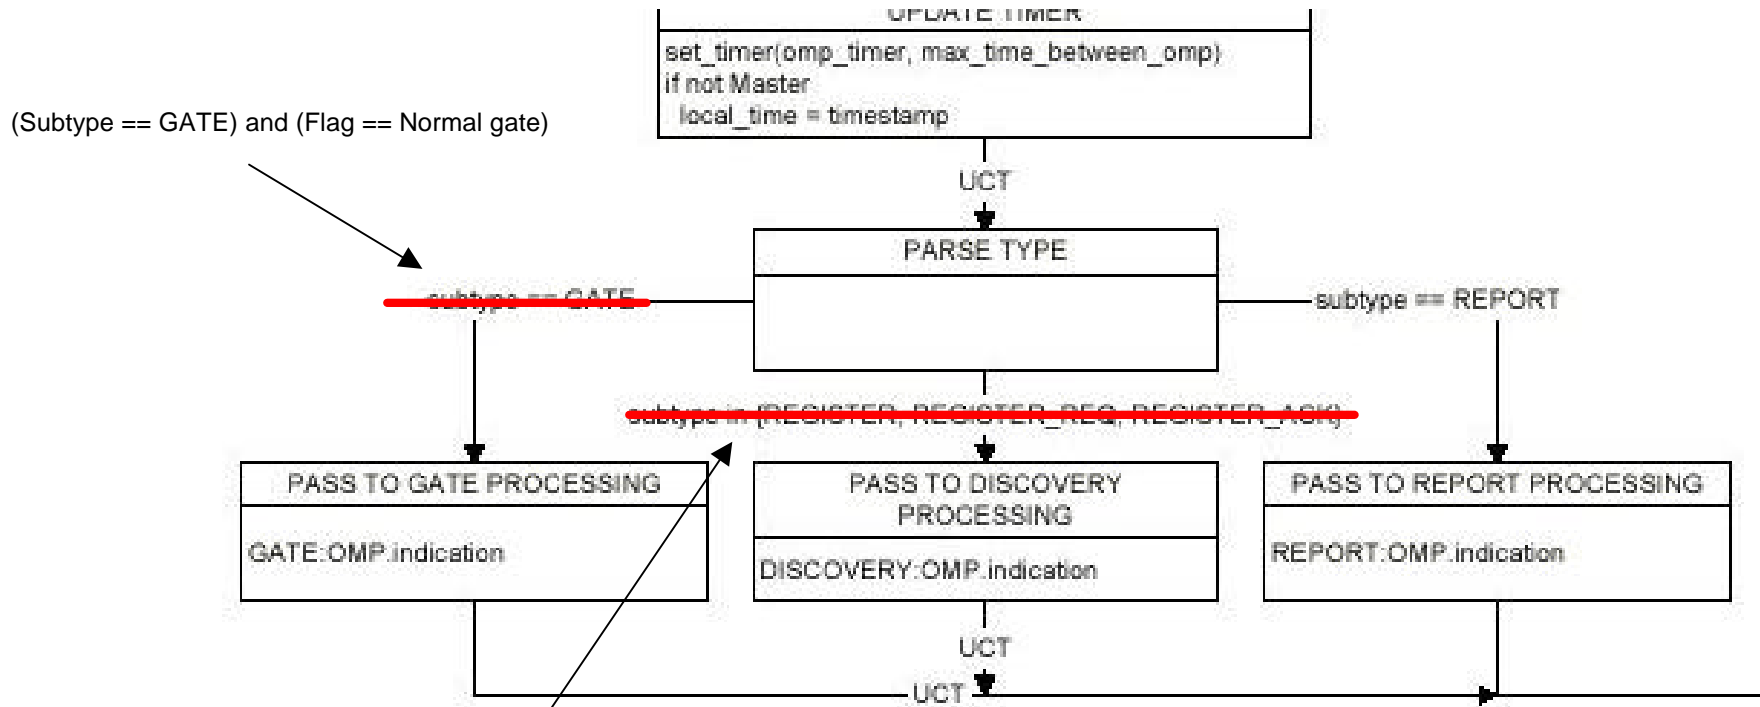 UPDATE TIMER
set_timer(omp_timer, max_time_between_omp)
if not Master
local_time = timestamp
(Subtype == GATE) and (Flag == Normal gate)
UCT
PARSE TYPE
subtype == GATE
subtype == REPORT
subtype in {REGISTER, REGISTER_REQ, REGISTER_ACK}
PASS TO GATE PROCESSING
GATE:OMP.indication
PASS TO DISCOVERY
PROCESSING
DISCOVERY:OMP.indication
PASS TO REPORT PROCESSING
REPORT:OMP.indication
UCT
UCT